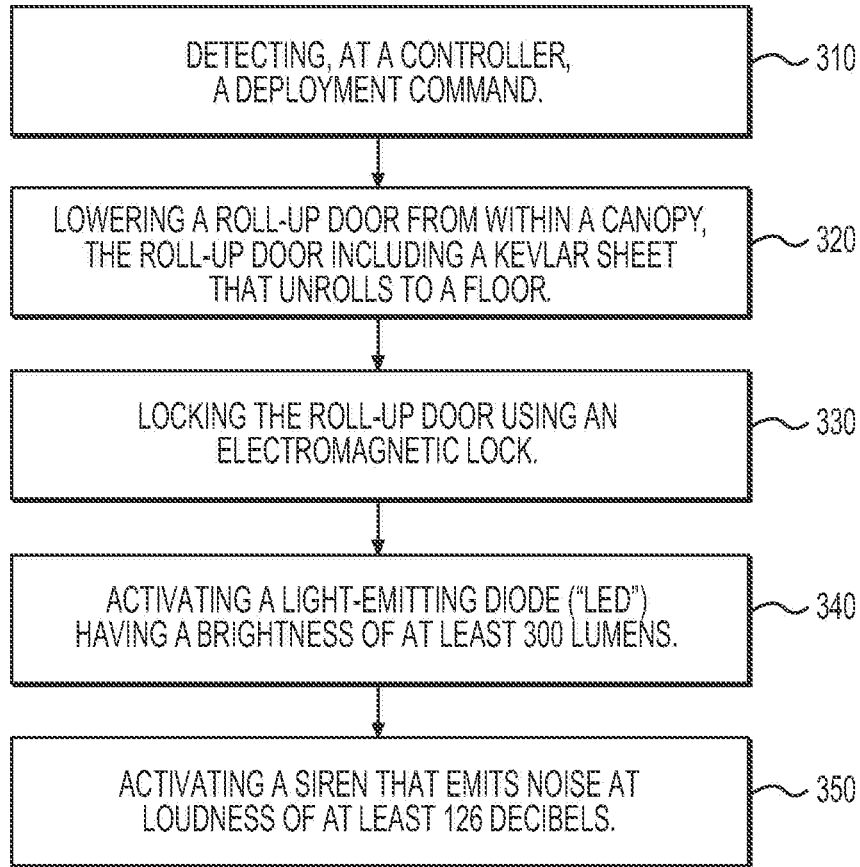 DETECTING, AT A CONTROLLER,
A DEPLOYMENT COMMAND.
310
LOWERING A ROLL-UP DOOR FROM WITHIN A CANOPY,
THE ROLL-UP DOOR INCLUDING A KEVLAR SHEET
THAT UNROLLS TO A FLOOR.
320
LOCKING THE ROLL-UP DOOR USING AN
ELECTROMAGNETIC LOCK.
330
ACTIVATING A LIGHT-EMITTING DIODE ("LED")
HAVING A BRIGHTNESS OF AT LEAST 300 LUMENS.
340
ACTIVATING A SIREN THAT EMITS NOISE AT
LOUDNESS OF AT LEAST 126 DECIBELS.
350